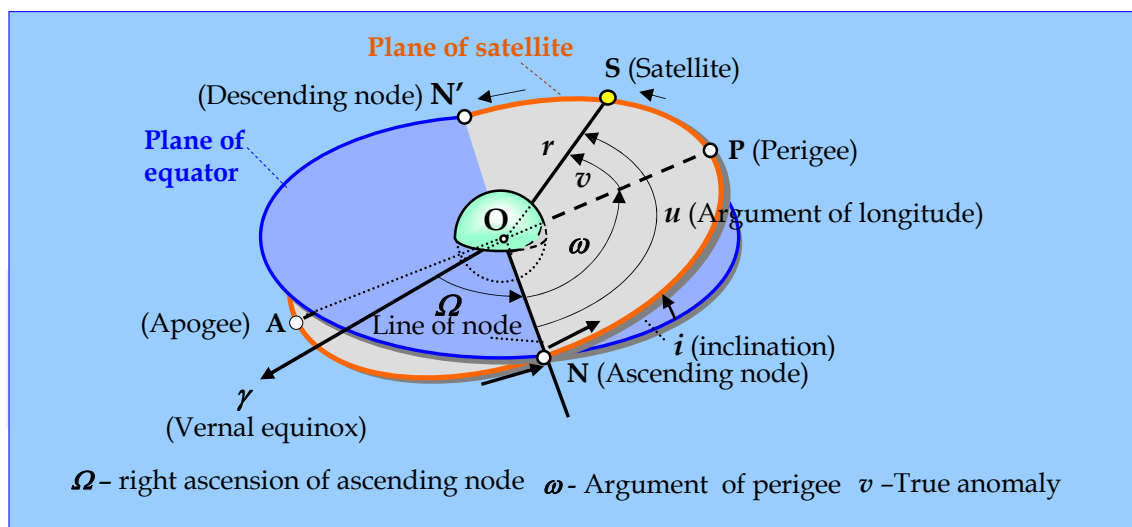 Plane of satellite
S (Satellite)
(Descending node) N′
Plane of
equator
r
P (Perigee)
v
O
u (Argument of longitude)
ω
Ω
(Apogee) A
Line of node
i (inclination)
N (Ascending node)
γ
(Vernal equinox)
Ω – right ascension of ascending node ω - Argument of perigee v –True anomaly